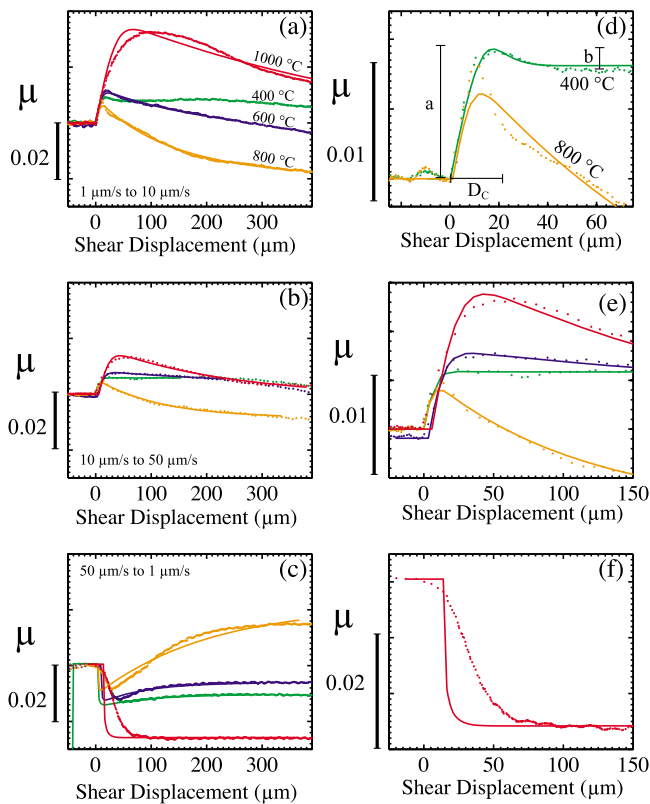 (a)
1000 °C
400 °C
600 °C
800 °C
μ
0.02
1 μm/s to 10 μm/s
0 100 200 300
Shear Displacement (μm)
(d)
b
400 °C
a
800 °C
D_C
μ
0.01
0 20 40 60
Shear Displacement (μm)
(b)
μ
0.02
10 μm/s to 50 μm/s
0 100 200 300
Shear Displacement (μm)
(e)
μ
0.01
0 50 100 150
Shear Displacement (μm)
50 μm/s to 1 μm/s
(c)
μ
0.02
0 100 200 300
Shear Displacement (μm)
(f)
μ
0.02
0 50 100 150
Shear Displacement (μm)